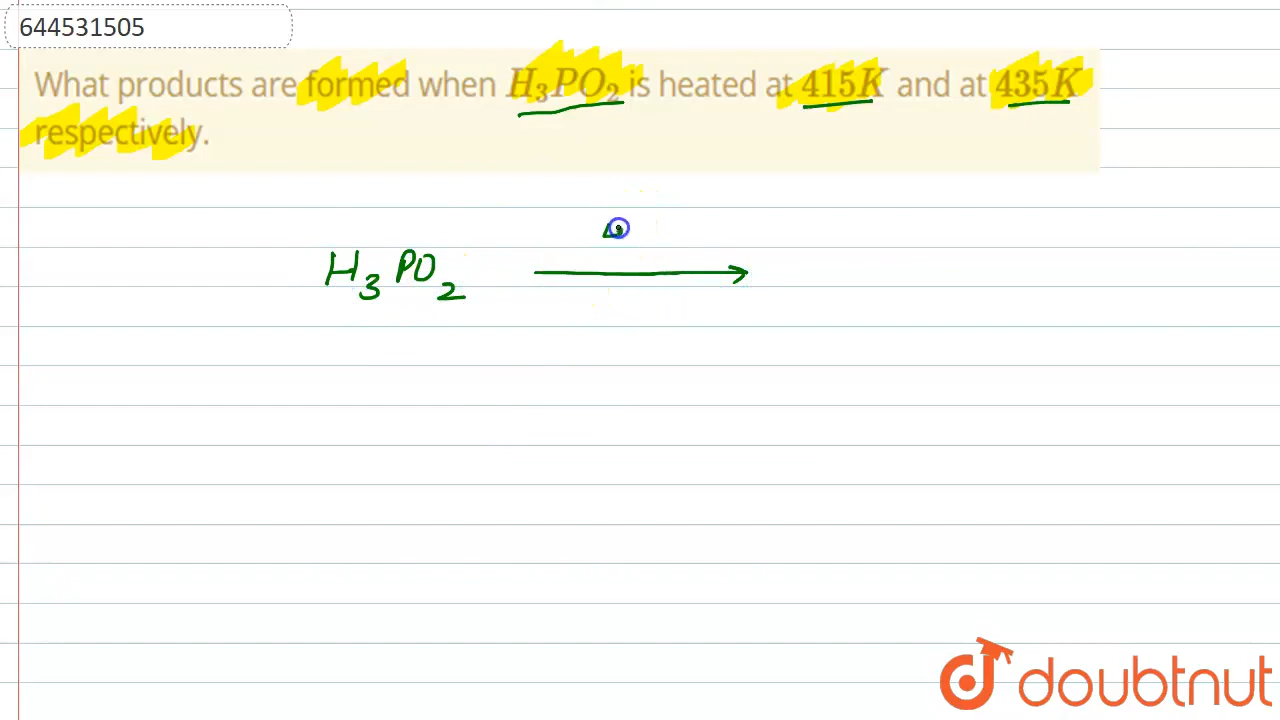 644531505
What products are formed when H₃PO₂ is heated at 415K and at 435K
respectively.
Δ
H₃PO₂ ⟶
doubtnut